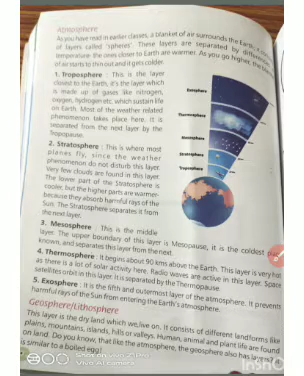 Atmosphere
As you have read in earlier classes, a blanket of air surrounds the Earth,
of layers called 'spheres'. These layers are separated by different
temperature- the ones closer to Earth are warmer. As you go higher, the
of air starts to thin out and it gets colder.
1. Troposphere : This is the layer
closest to the Earth, it's the layer which
is made up of gases like nitrogen,
oxygen, hydrogen etc. which sustain life
on Earth. Most of the weather related
phenomenon takes place here. It is
separated from the next layer by the
Tropopause.
2. Stratosphere : This is where most
planes fly, since the weather
phenomenon do not disturb this layer.
Very few clouds are found in this layer.
The lower part of the Stratosphere is
cooler, but the higher parts are warmer-
because they absorb harmful rays of the
Sun. The Stratosphere separates it from
the next layer.
Exosphere
Thermosphere
Mesosphere
Stratosphere
Troposphere
3. Mesosphere : This is the middle
layer. The upper boundary of this layer is Mesopause, it is the coldest
known, and separates this layer from the next.
4. Thermosphere : It begins about 90 kms above the Earth. This layer is very hot
as there is a lot of solar activity here. Radio waves are active in this layer. Space
satellites orbit in this layer. It is separated by the Thermopause.
5. Exosphere : It is the fifth and outermost layer of the atmosphere. It prevents
harmful rays of the Sun from entering the Earth's atmosphere.
Geosphere/Lithosphere
This layer is the dry land which we live on. It consists of different landforms like
plains, mountains, islands, hills or valleys. Human, animal and plant life are found
on land. Do you know, that like the atmosphere, the geosphere also has layers? It
is similar to a boiled egg!